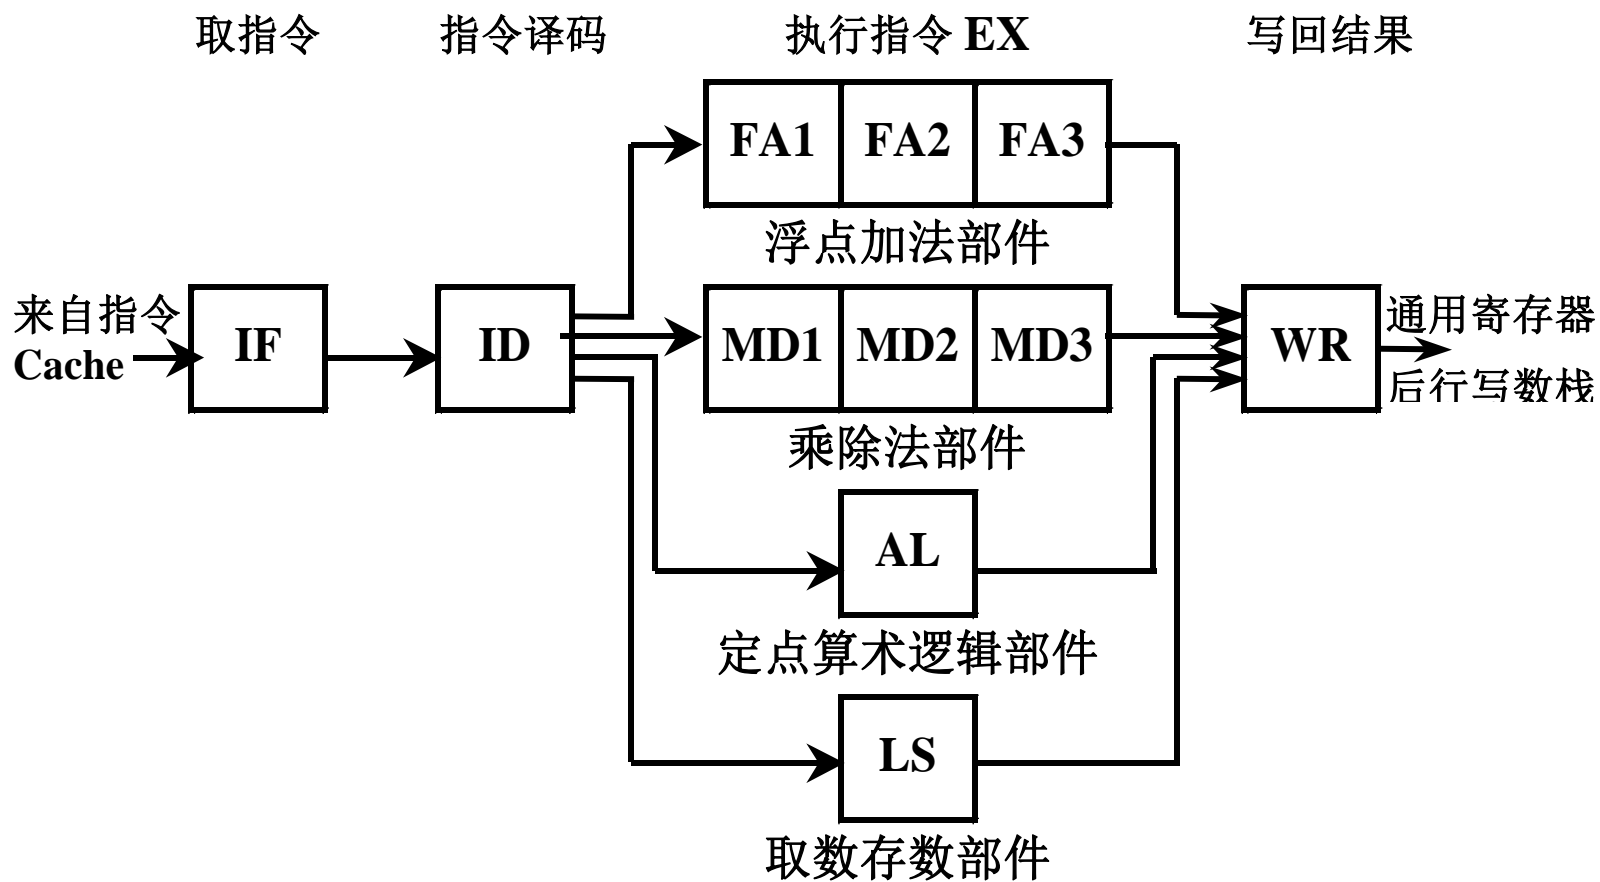 取指令 指令译码 执行指令 EX 写回结果
FA1 FA2 FA3
浮点加法部件
来自指令
Cache
IF
ID
MD1 MD2 MD3
WR
通用寄存器
后行写数栈
乘除法部件
AL
定点算术逻辑部件
LS
取数存数部件